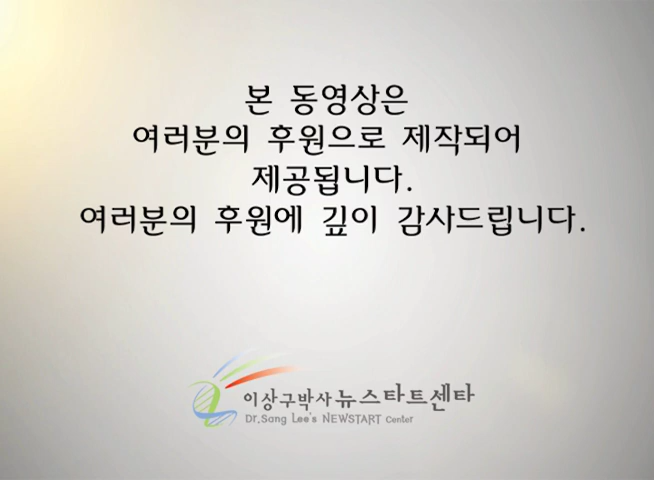 본 동영상은
여러분의 후원으로 제작되어
제공됩니다.
여러분의 후원에 깊이 감사드립니다.
이상구박사 뉴스타트센타
Dr.Sang Lee's NEWSTART Center